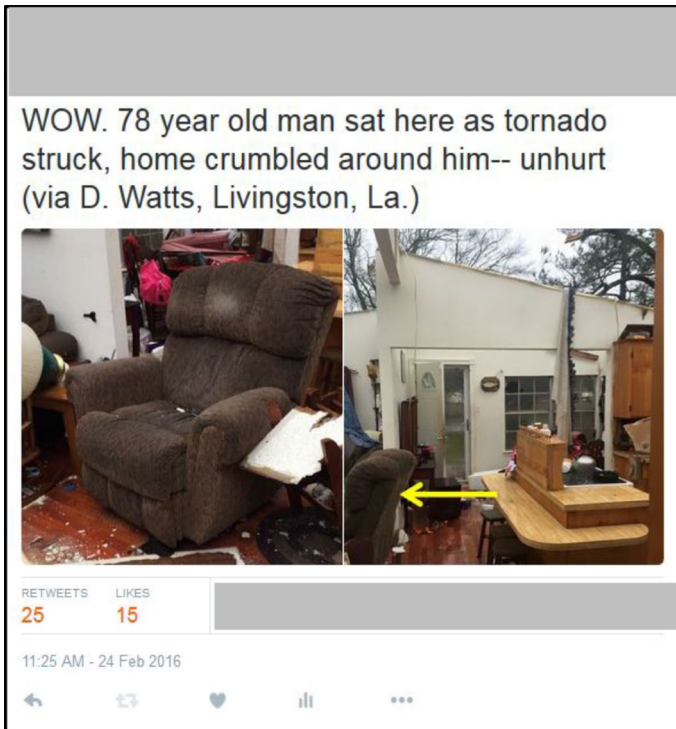 WOW. 78 year old man sat here as tornado
struck, home crumbled around him-- unhurt
(via D. Watts, Livingston, La.)
RETWEETS LIKES
25 15
11:25 AM - 24 Feb 2016